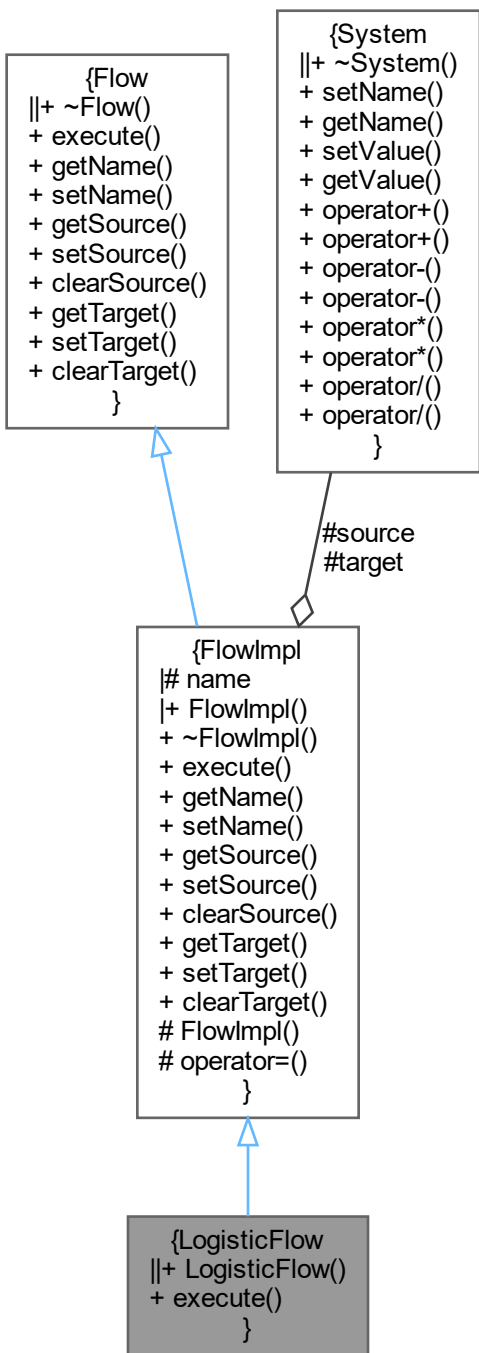 {Flow
||+ ~Flow()
+ execute()
+ getName()
+ setName()
+ getSource()
+ setSource()
+ clearSource()
+ getTarget()
+ setTarget()
+ clearTarget()
}
{System
||+ ~System()
+ setName()
+ getName()
+ setValue()
+ getValue()
+ operator+()
+ operator+()
+ operator-()
+ operator-()
+ operator*()
+ operator*()
+ operator/()
+ operator/()
}
#source
#target
{FlowImpl
|# name
|+ FlowImpl()
+ ~FlowImpl()
+ execute()
+ getName()
+ setName()
+ getSource()
+ setSource()
+ clearSource()
+ getTarget()
+ setTarget()
+ clearTarget()
# FlowImpl()
# operator=()
}
{LogisticFlow
||+ LogisticFlow()
+ execute()
}